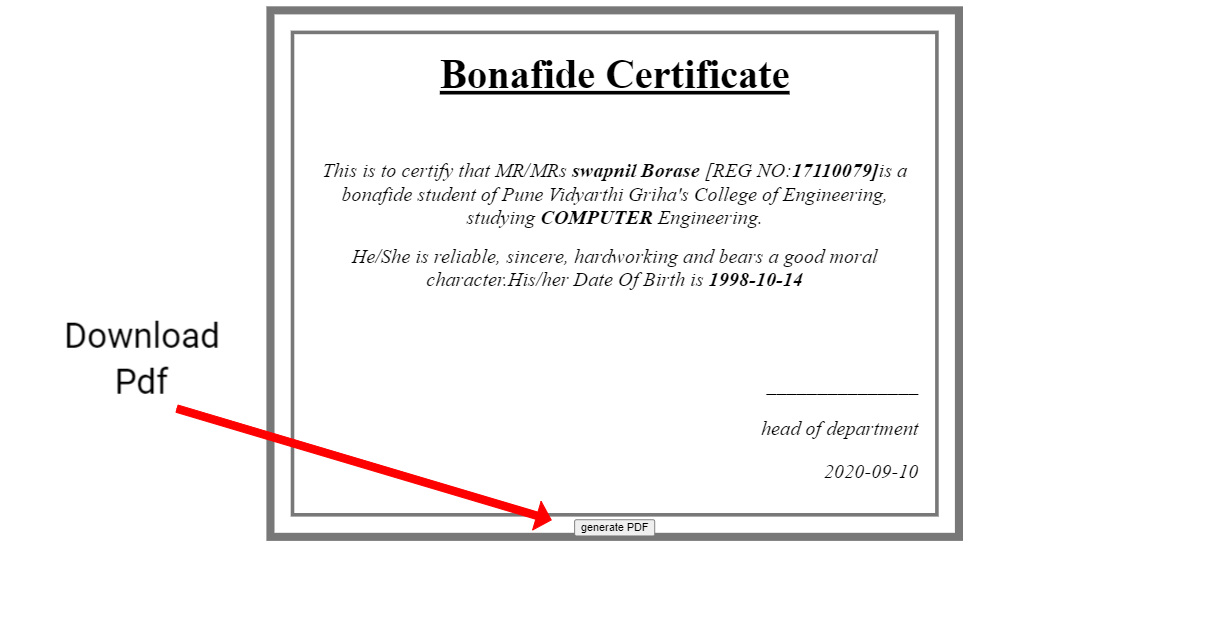 Bonafide Certificate
This is to certify that MR/MRs swapnil Borase [REG NO:17110079]is a
bonafide student of Pune Vidyarthi Griha's College of Engineering,
studying COMPUTER Engineering.
He/She is reliable, sincere, hardworking and bears a good moral
character.His/her Date Of Birth is 1998-10-14
Download
Pdf
_______________
head of department
2020-09-10
generate PDF